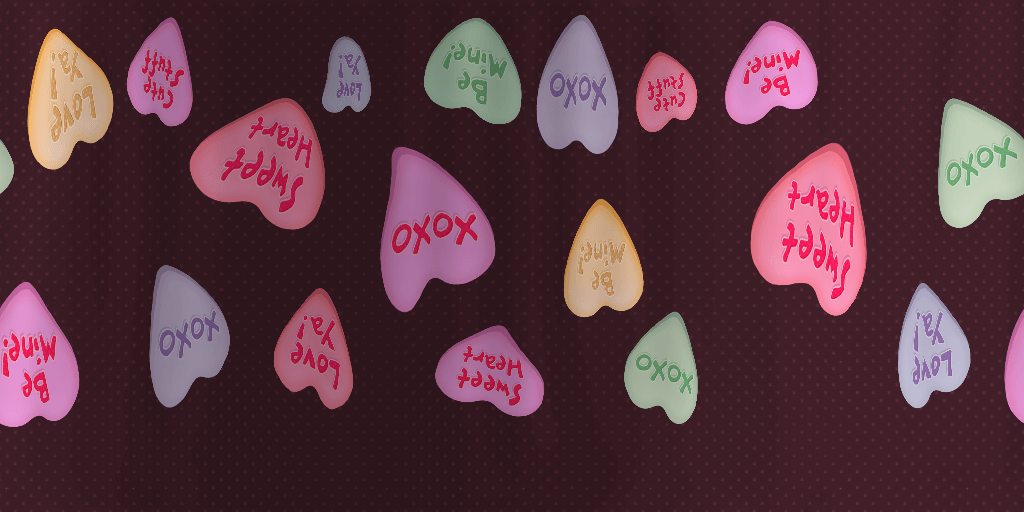 Love
Ya!
Cute
Stuff
Sweet
Heart
Love
Ya!
Be
Mine!
XOXO
Cute
Stuff
Be
Mine!
XOXO
XOXO
Be
Mine!
Sweet
Heart
Be
Mine!
XOXO
Love
Ya!
Sweet
Heart
XOXO
Love
Ya!